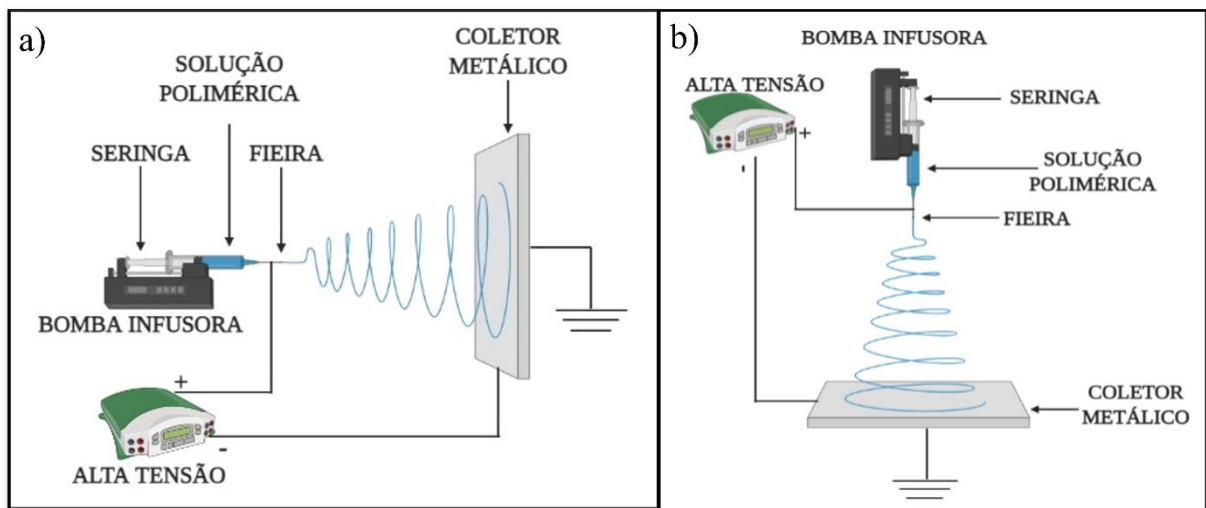 a)
COLETOR
METÁLICO
SOLUÇÃO
POLIMÉRICA
SERINGA
FIEIRA
BOMBA INFUSORA
+
-
ALTA TENSÃO
b)
BOMBA INFUSORA
ALTA TENSÃO
SERINGA
+
-
SOLUÇÃO
POLIMÉRICA
FIEIRA
COLETOR
METÁLICO